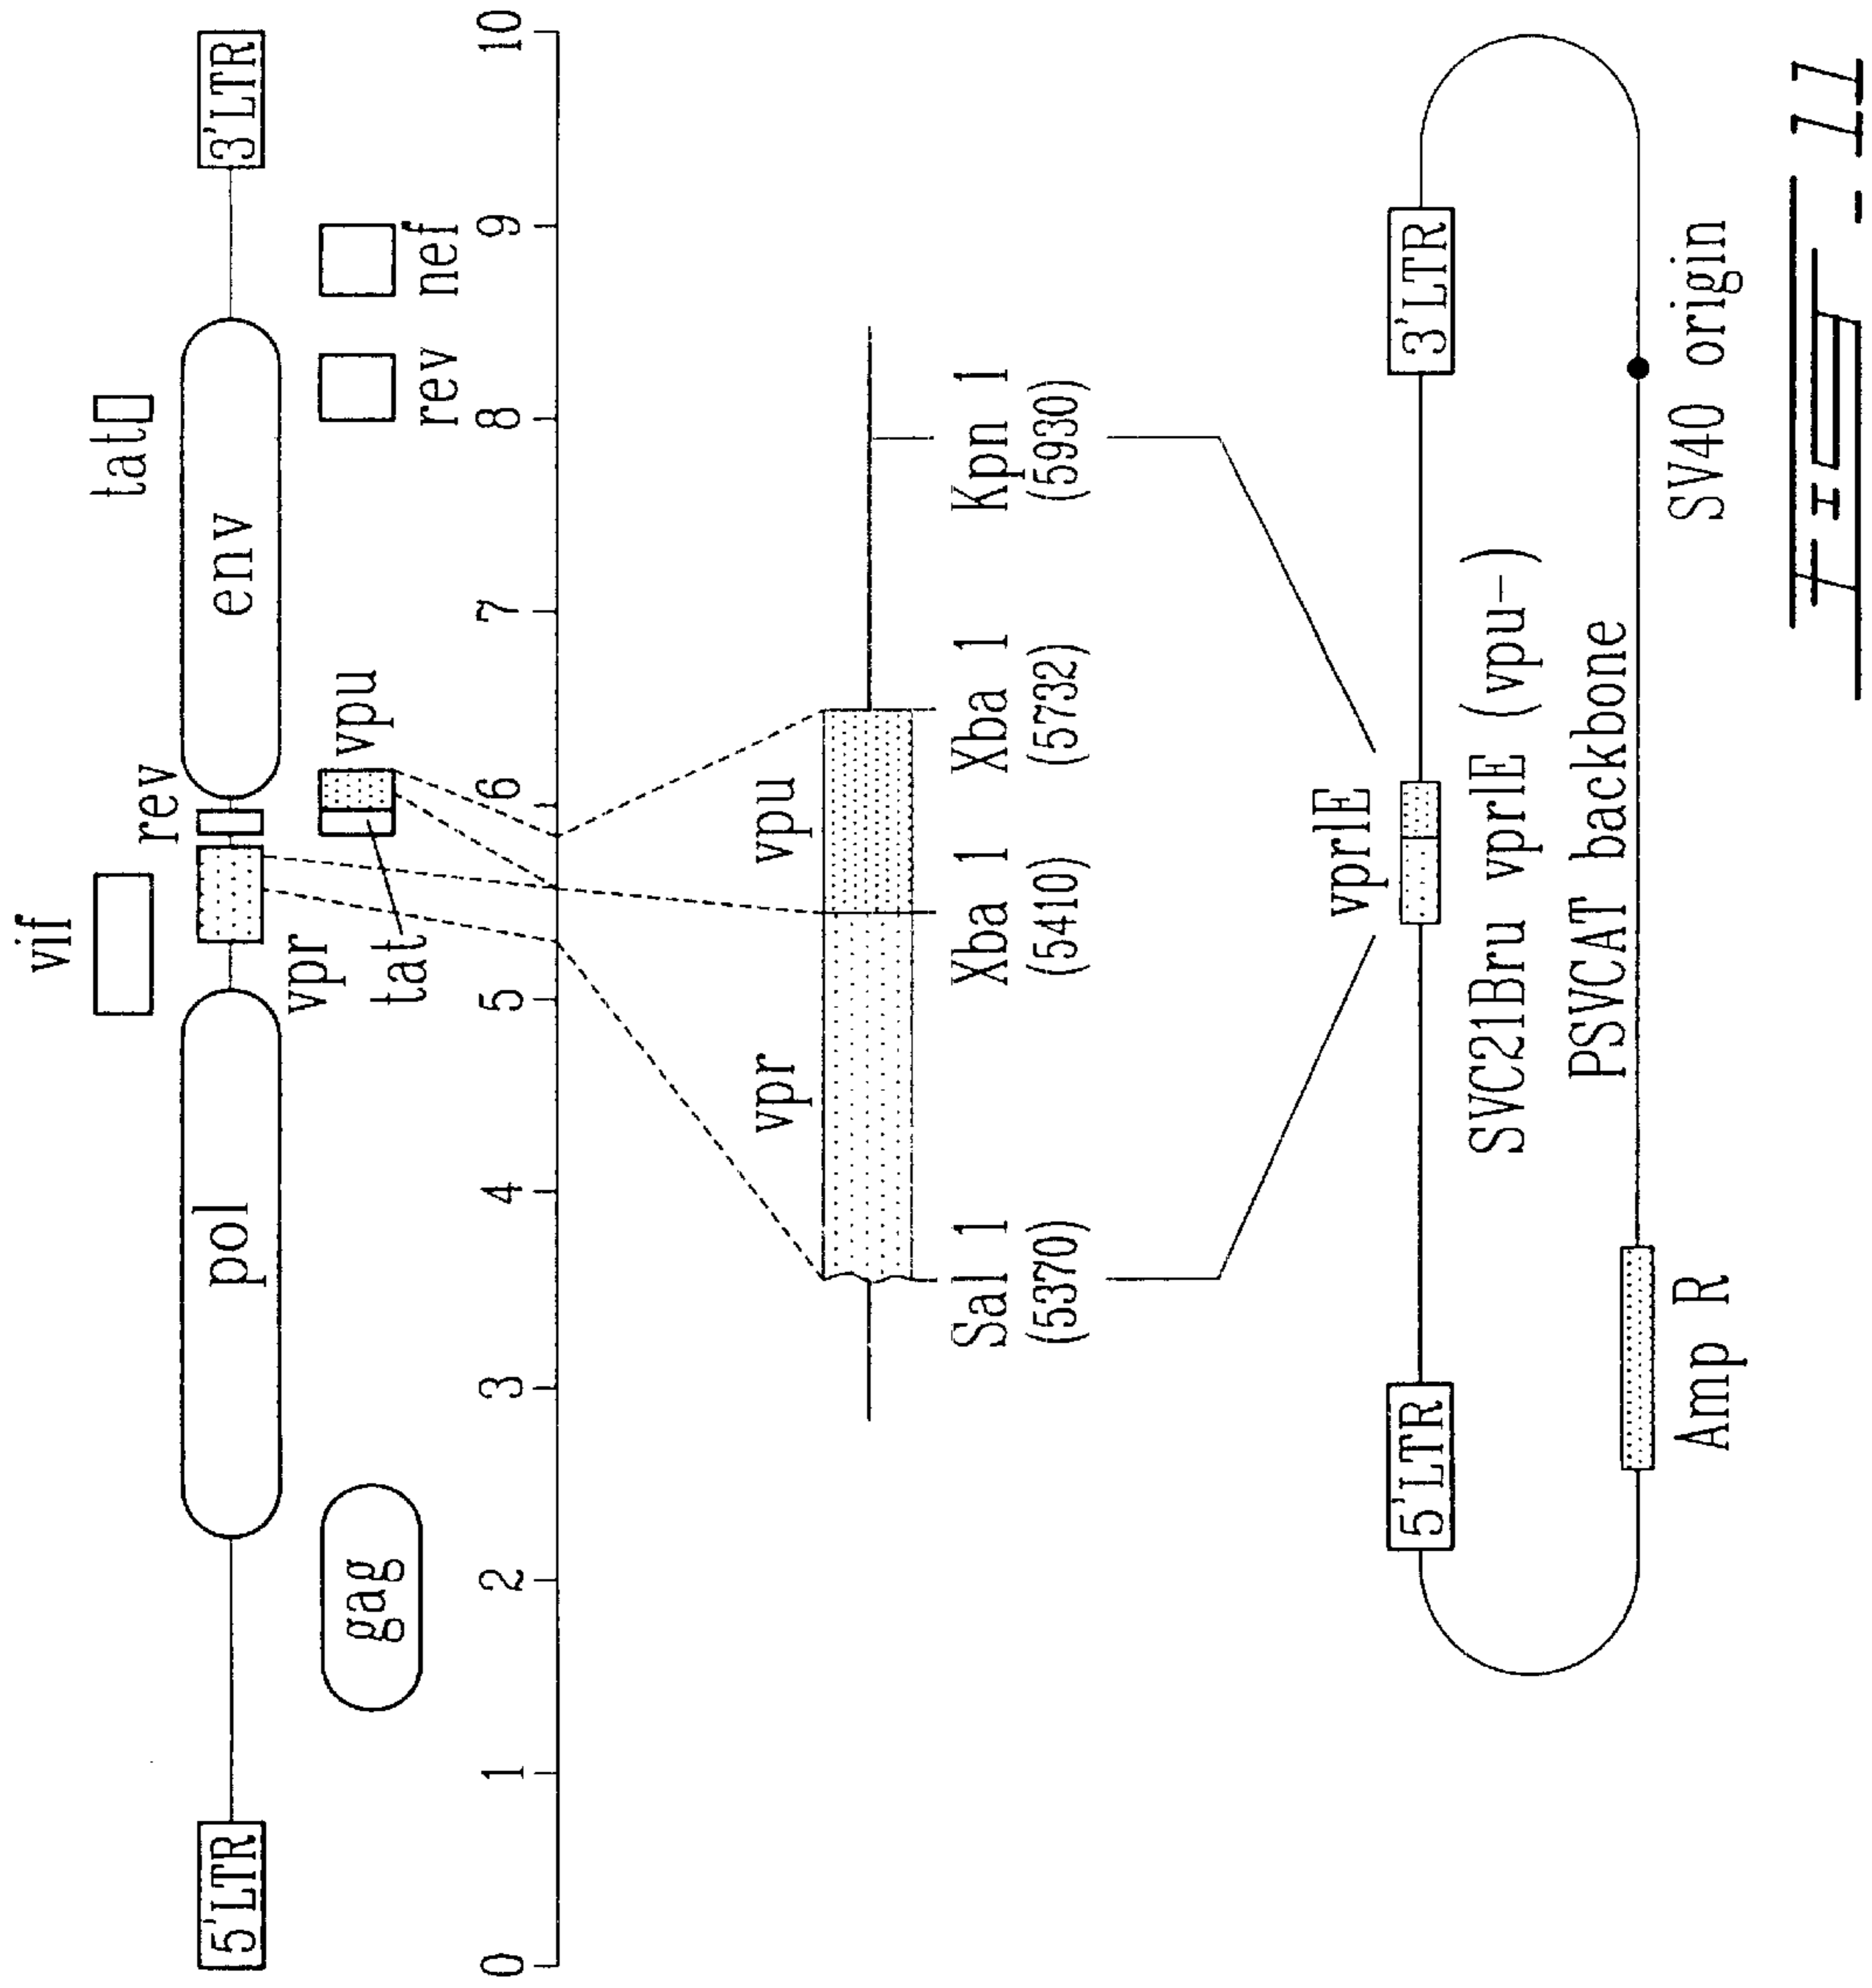 vif
tat
5'LTR
pol
rev
env
3'LTR
gag
vpr
tat
vpu
rev
nef
0 1 2 3 4 5 6 7 8 9 10
vpr
vpu
Sal 1
(5370)
Xba 1
(5410)
Xba 1
(5732)
Kpn 1
(5930)
vprIE
5'LTR
3'LTR
SVC21Bru vprIE (vpu-)
PSVCAT backbone
Amp R
SV40 origin
Fig - 11